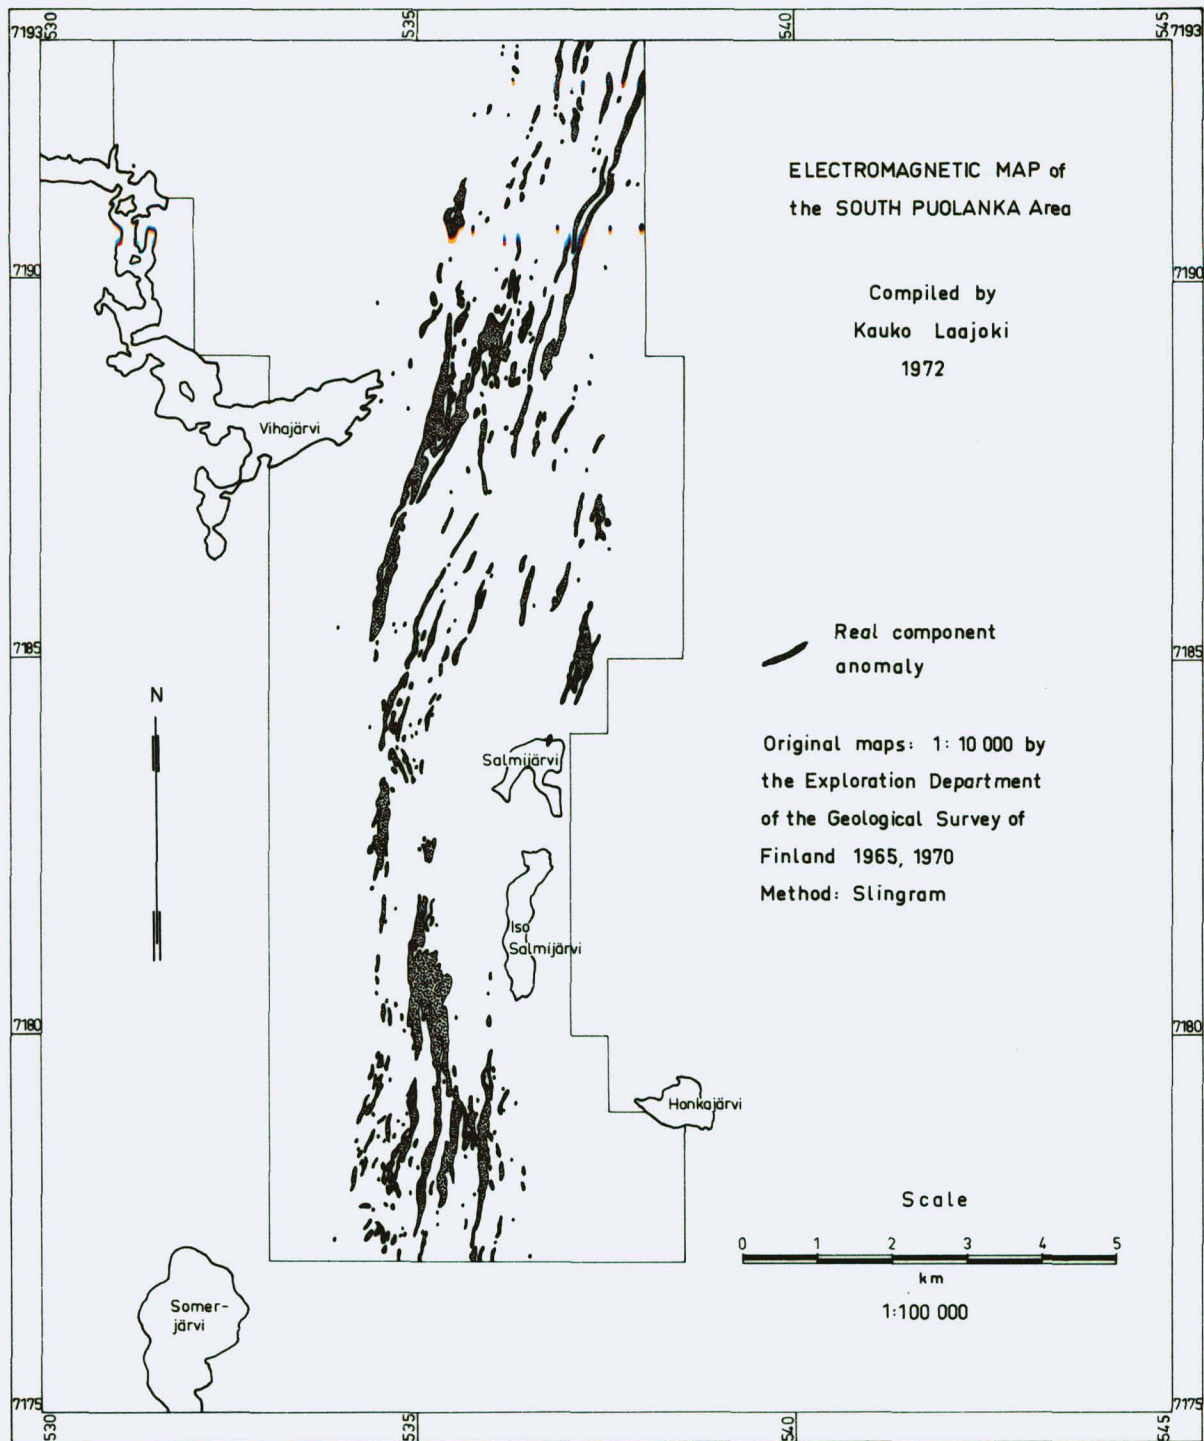 530
535
540
545
7193
7193
ELECTROMAGNETIC MAP of
the SOUTH PUOLANKA Area
7190
7190
Compiled by
Kauko Laajoki
1972
Vihajärvi
Real component
anomaly
7185
7185
N
Salmijärvi
Original maps: 1:10 000 by
the Exploration Department
of the Geological Survey of
Finland 1965, 1970
Method: Slingram
Iso
Salmijärvi
7180
7180
Honkajärvi
Scale
0 1 2 3 4 5
km
1:100 000
Somer-
järvi
7175
7175
530
535
540
545